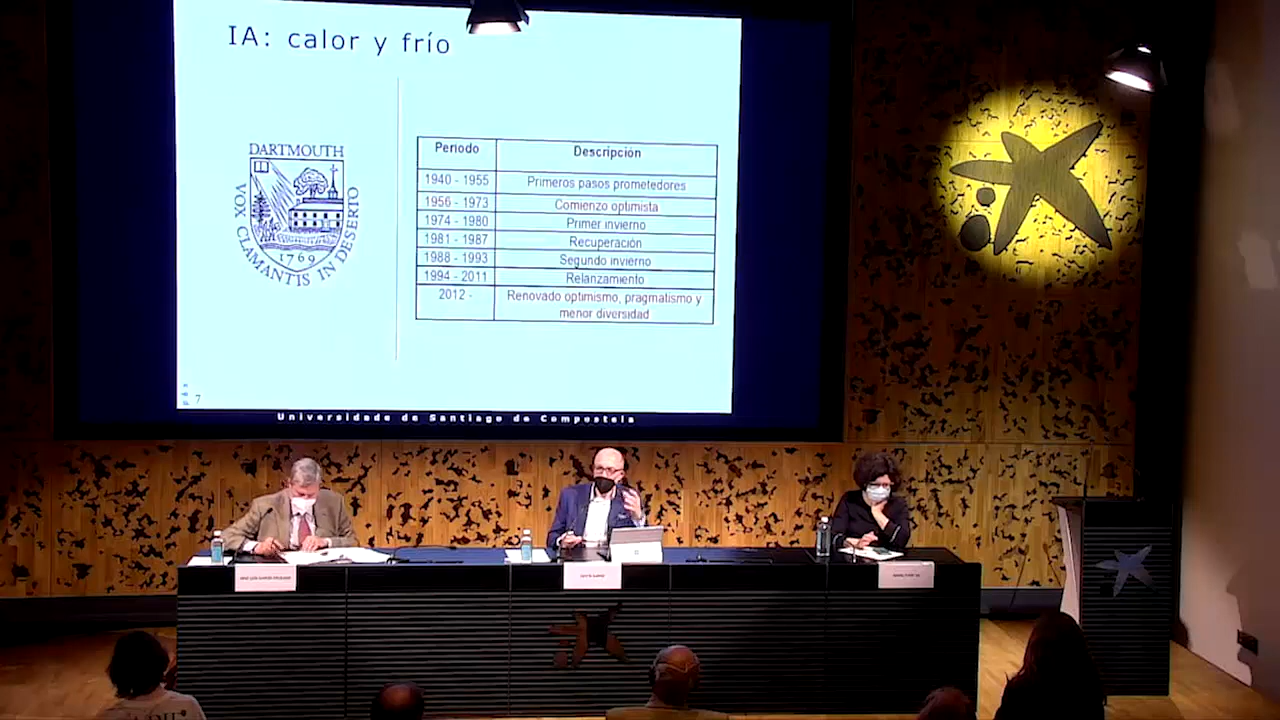 IA: calor y frío
DARTMOUTH
VOX CLAMANTIS IN DESERTO
1769
Periodo Descripción
1940 - 1955 Primeros pasos prometedores
1956 - 1973 Comienzo optimista
1974 - 1980 Primer invierno
1981 - 1987 Recuperación
1988 - 1993 Segundo invierno
1994 - 2011 Relanzamiento
2012 - Renovado optimismo, pragmatismo y
menor diversidad
7
Universidade de Santiago de Compostela